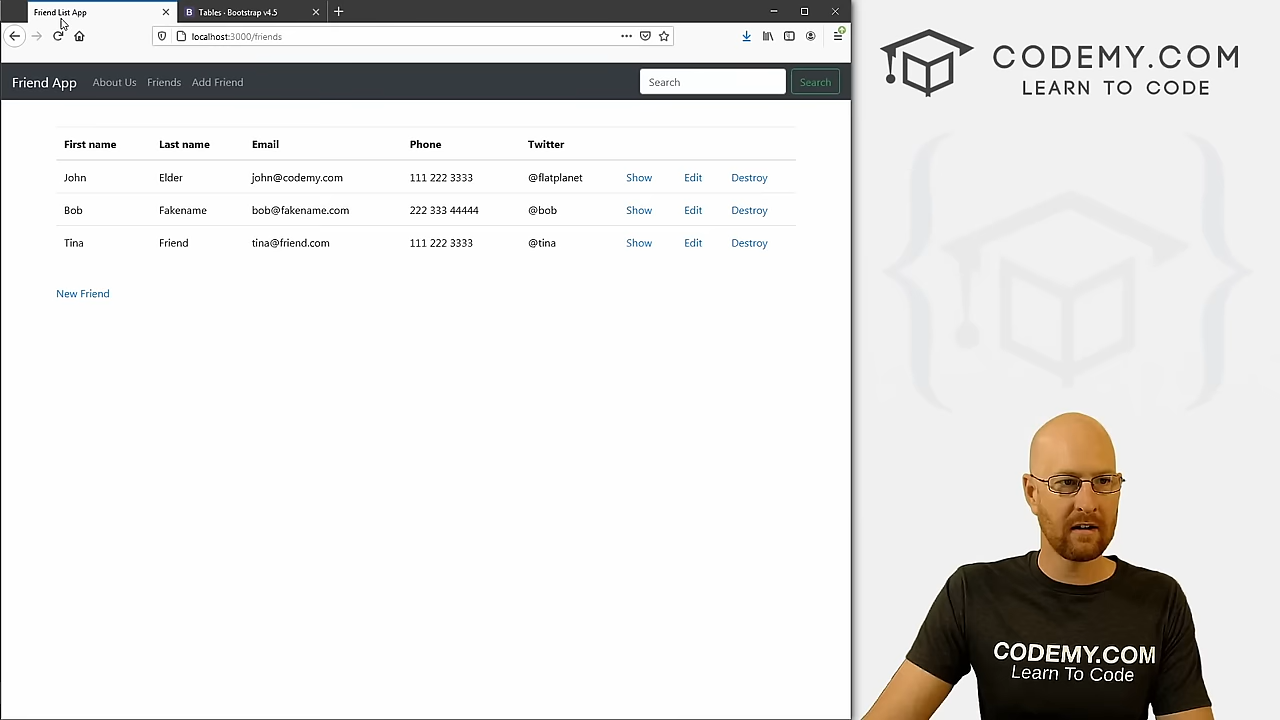 Friend List App
Tables · Bootstrap v4.5
localhost:3000/friends
Friend App About Us Friends Add Friend Search Search
First name Last name Email Phone Twitter
John Elder john@codemy.com 111 222 3333 @flatplanet Show Edit Destroy
Bob Fakename bob@fakename.com 222 333 44444 @bob Show Edit Destroy
Tina Friend tina@friend.com 111 222 3333 @tina Show Edit Destroy
New Friend
CODEMY.COM
LEARN TO CODE
CODEMY.COM
Learn To Code